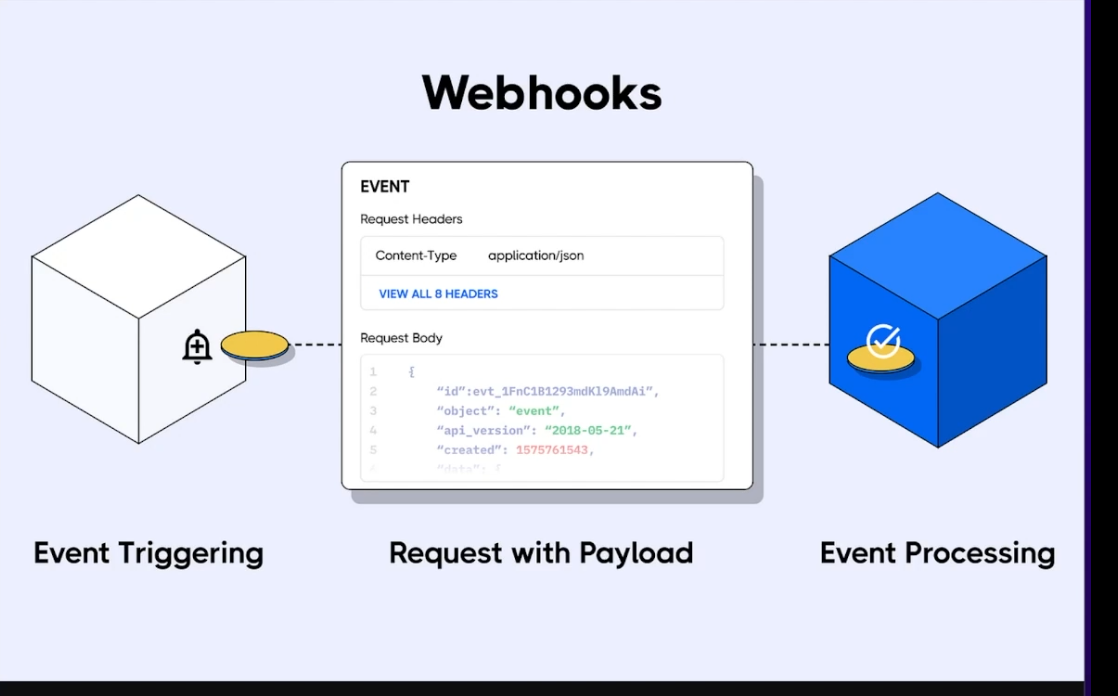 Webhooks
EVENT
Request Headers
Content-Type application/json
VIEW ALL 8 HEADERS
Request Body
1 {
2 “id”:evt_1FnC1B1293mdKl9AmdAi”,
3 “object”: “event”,
4 “api_version”: “2018-05-21”,
5 “created”: 1575761543,
6 “data”: {
Event Triggering
Request with Payload
Event Processing